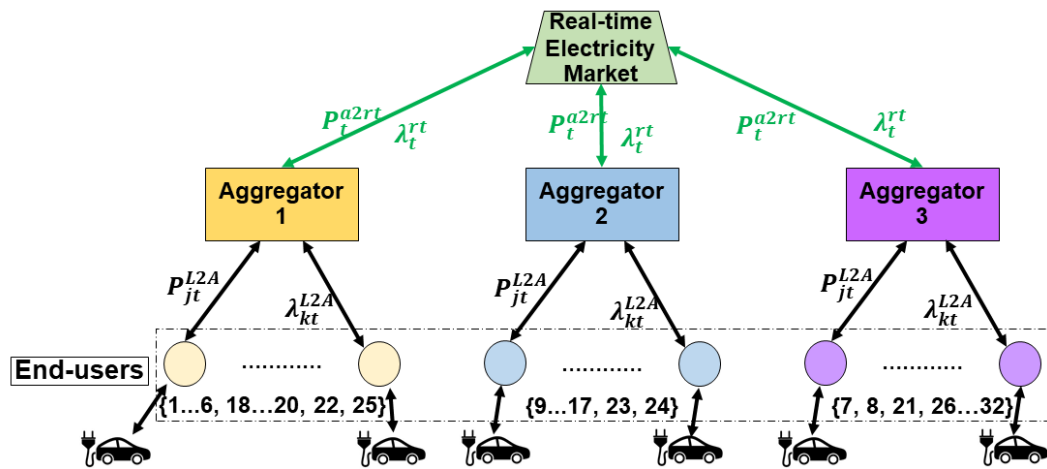 Real-time
Electricity
Market
P_t^{a2rt}
λ_t^{rt}
P_t^{a2rt}
λ_t^{rt}
P_t^{a2rt}
λ_t^{rt}
Aggregator
1
Aggregator
2
Aggregator
3
P_{jt}^{L2A}
λ_{kt}^{L2A}
P_{jt}^{L2A}
λ_{kt}^{L2A}
P_{jt}^{L2A}
λ_{kt}^{L2A}
End-users
............
............
............
{1...6, 18...20, 22, 25}
{9...17, 23, 24}
{7, 8, 21, 26...32}